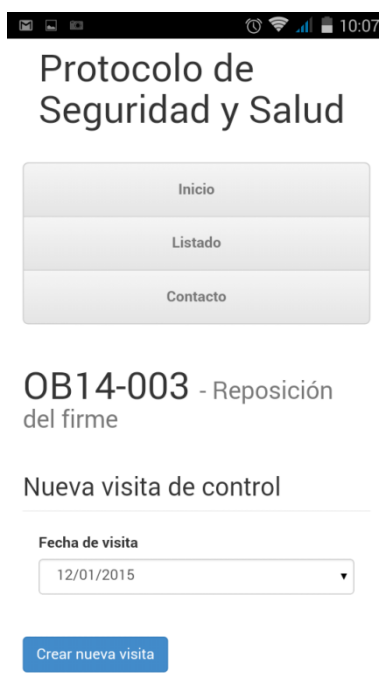 10:07
Protocolo de
Seguridad y Salud
Inicio
Listado
Contacto
OB14-003 - Reposición
del firme
Nueva visita de control
Fecha de visita
12/01/2015
Crear nueva visita